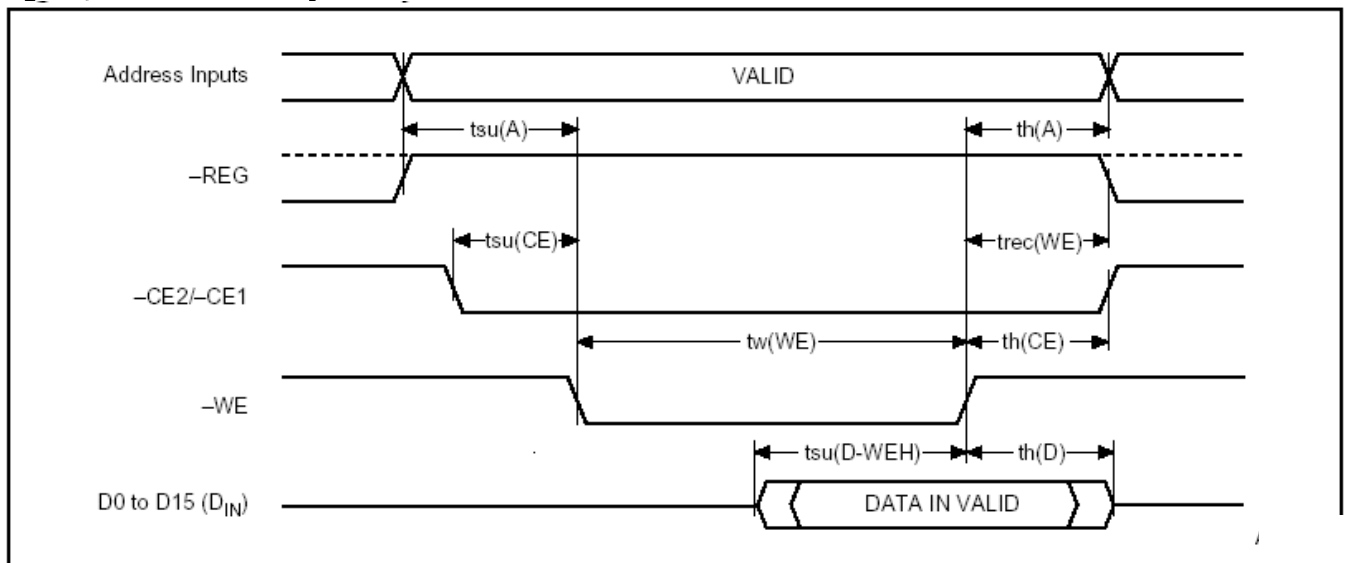 Address Inputs
VALID
tsu(A)
th(A)
–REG
tsu(CE)
trec(WE)
–CE2/–CE1
tw(WE)
th(CE)
–WE
tsu(D-WEH)
th(D)
D0 to D15 (DIN)
DATA IN VALID